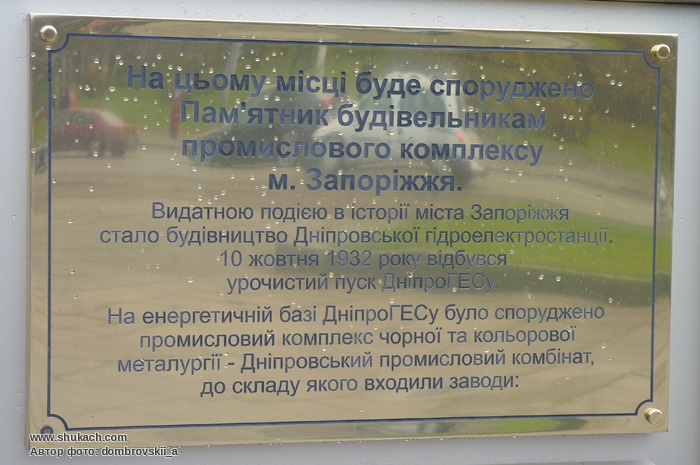 На цьому місці буде споруджено
Пам'ятник будівельникам
промислового комплексу
м. Запоріжжя.
Видатною подією в історії міста Запоріжжя
стало будівництво Дніпровської гідроелектростанції.
10 жовтня 1932 року відбувся
урочистий пуск ДніпроГЕСу.
На енергетичній базі ДніпроГЕСу було споруджено
промисловий комплекс чорної та кольорової
металургії - Дніпровський промисловий комбінат,
до складу якого входили заводи:
www.shukach.com
Автор фото: dombrovskii_a